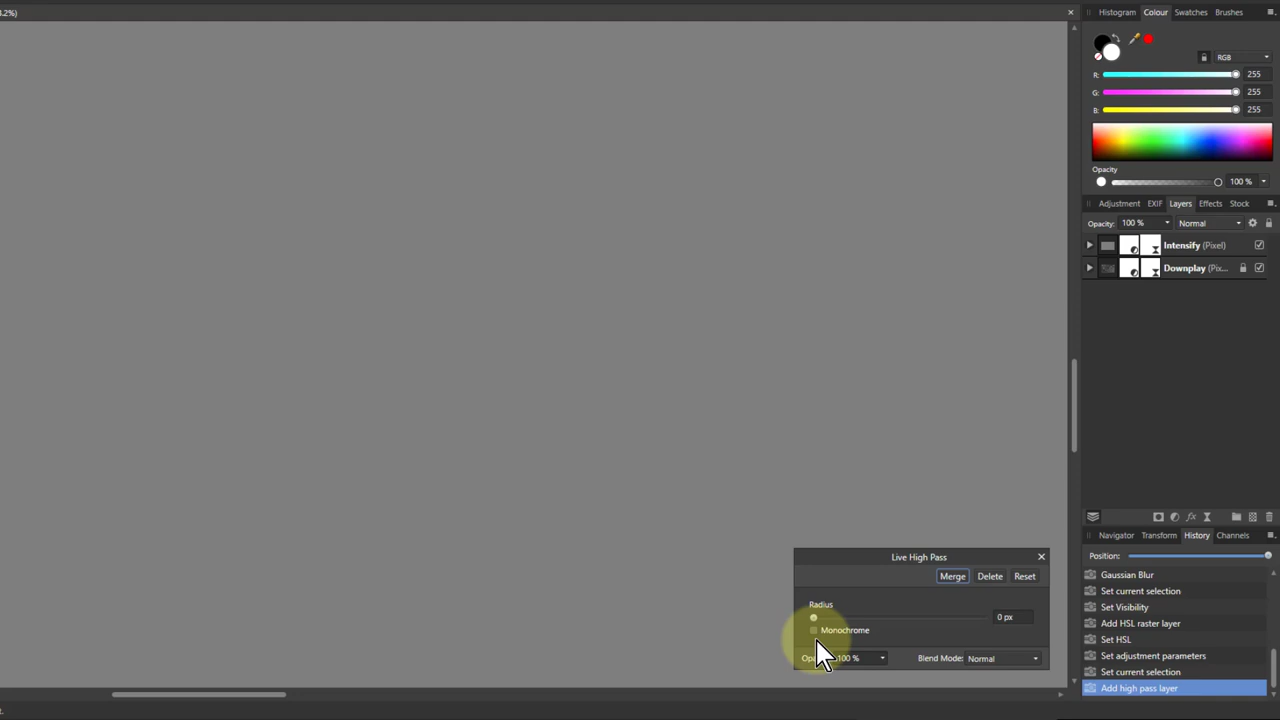 .2%)
Histogram Colour Swatches Brushes
RGB
R: 255
G: 255
B: 255
Opacity
100 %
Adjustment EXIF Layers Effects Stock
Opacity: 100 % Normal
Intensify (Pixel)
Downplay (Pix...
Navigator Transform History Channels
Position:
Gaussian Blur
Set current selection
Set Visibility
Add HSL raster layer
Set HSL
Set adjustment parameters
Set current selection
Add high pass layer
Live High Pass
Merge Delete Reset
Radius
0 px
Monochrome
100 % Blend Mode: Normal